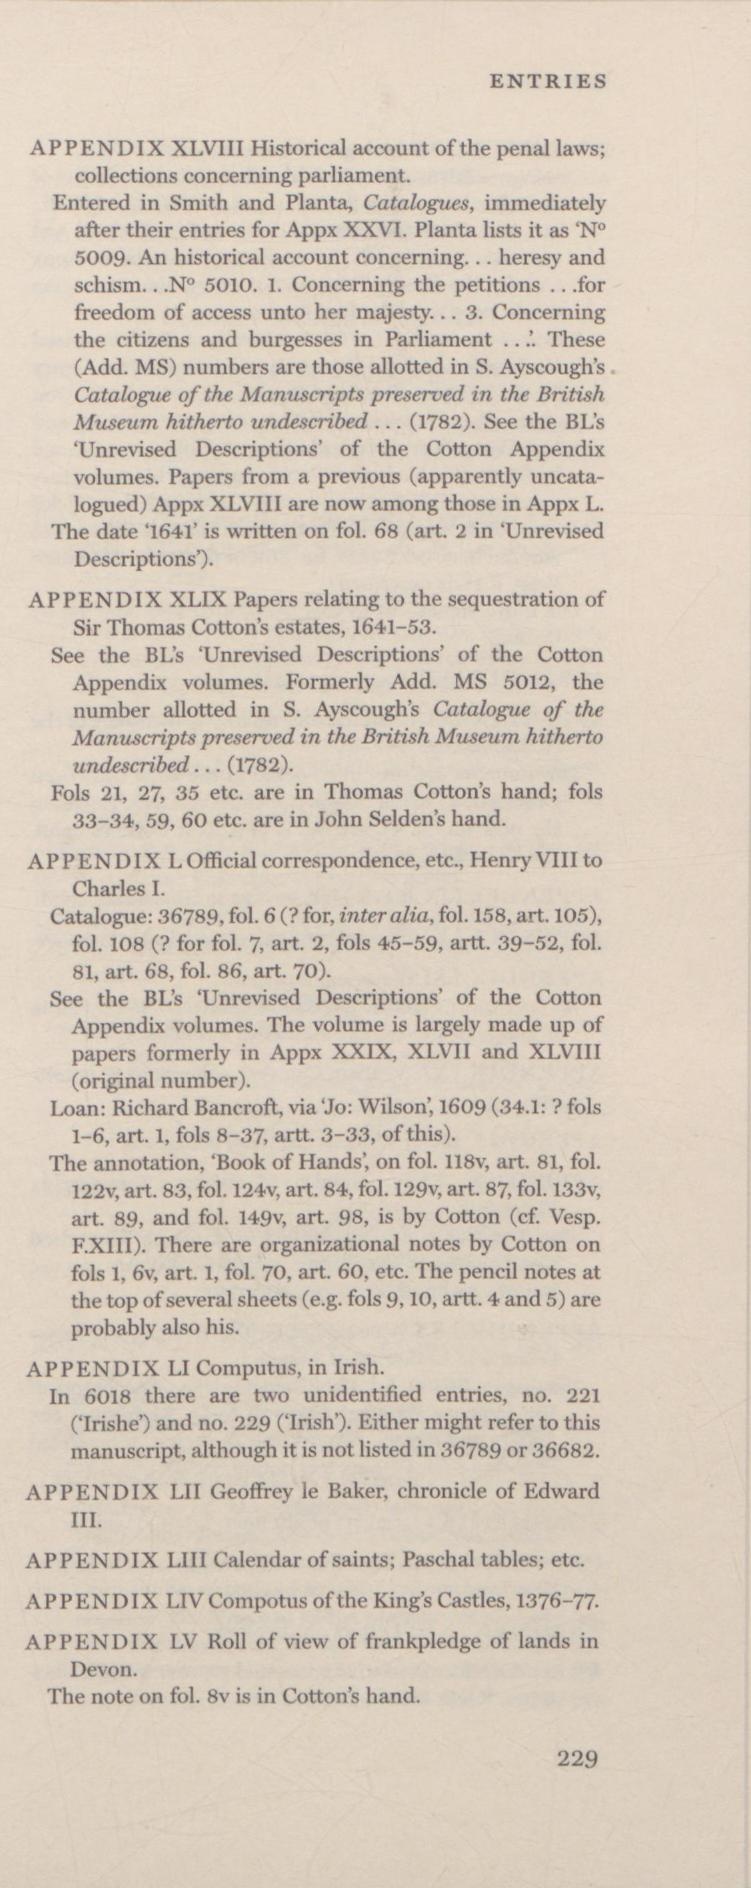 ENTRIES
APPENDIX XLVIII Historical account of the penal laws;
collections concerning parliament.
Entered in Smith and Planta, Catalogues, immediately
after their entries for Appx XXVI. Planta lists it as ‘Nº
5009. An historical account concerning. . . heresy and
schism. . .Nº 5010. 1. Concerning the petitions . . .for
freedom of access unto her majesty. . . 3. Concerning
the citizens and burgesses in Parliament . . .’. These
(Add. MS) numbers are those allotted in S. Ayscough’s
Catalogue of the Manuscripts preserved in the British
Museum hitherto undescribed . . . (1782). See the BL’s
‘Unrevised Descriptions’ of the Cotton Appendix
volumes. Papers from a previous (apparently uncata-
logued) Appx XLVIII are now among those in Appx L.
The date ‘1641’ is written on fol. 68 (art. 2 in ‘Unrevised
Descriptions’).
APPENDIX XLIX Papers relating to the sequestration of
Sir Thomas Cotton’s estates, 1641–53.
See the BL’s ‘Unrevised Descriptions’ of the Cotton
Appendix volumes. Formerly Add. MS 5012, the
number allotted in S. Ayscough’s Catalogue of the
Manuscripts preserved in the British Museum hitherto
undescribed . . . (1782).
Fols 21, 27, 35 etc. are in Thomas Cotton’s hand; fols
33–34, 59, 60 etc. are in John Selden’s hand.
APPENDIX L Official correspondence, etc., Henry VIII to
Charles I.
Catalogue: 36789, fol. 6 (? for, inter alia, fol. 158, art. 105),
fol. 108 (? for fol. 7, art. 2, fols 45–59, artt. 39–52, fol.
81, art. 68, fol. 86, art. 70).
See the BL’s ‘Unrevised Descriptions’ of the Cotton
Appendix volumes. The volume is largely made up of
papers formerly in Appx XXIX, XLVII and XLVIII
(original number).
Loan: Richard Bancroft, via ‘Jo: Wilson’, 1609 (34.1: ? fols
1–6, art. 1, fols 8–37, artt. 3–33, of this).
The annotation, ‘Book of Hands’, on fol. 118v, art. 81, fol.
122v, art. 83, fol. 124v, art. 84, fol. 129v, art. 87, fol. 133v,
art. 89, and fol. 149v, art. 98, is by Cotton (cf. Vesp.
F.XIII). There are organizational notes by Cotton on
fols 1, 6v, art. 1, fol. 70, art. 60, etc. The pencil notes at
the top of several sheets (e.g. fols 9, 10, artt. 4 and 5) are
probably also his.
APPENDIX LI Computus, in Irish.
In 6018 there are two unidentified entries, no. 221
(‘Irishe’) and no. 229 (‘Irish’). Either might refer to this
manuscript, although it is not listed in 36789 or 36682.
APPENDIX LII Geoffrey le Baker, chronicle of Edward
III.
APPENDIX LIII Calendar of saints; Paschal tables; etc.
APPENDIX LIV Compotus of the King’s Castles, 1376–77.
APPENDIX LV Roll of view of frankpledge of lands in
Devon.
The note on fol. 8v is in Cotton’s hand.
229